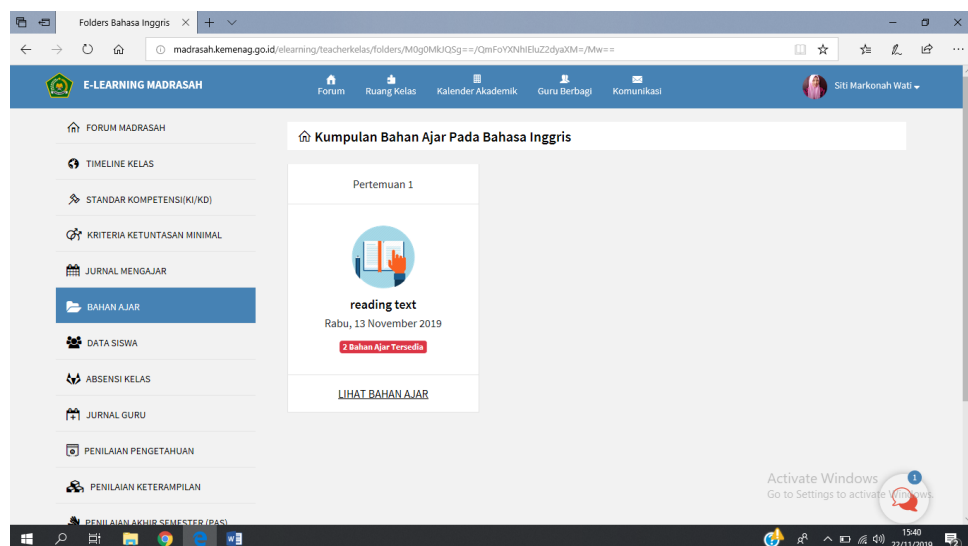 Folders Bahasa Inggris
madrasah.kemenag.go.id/elearning/teacherkelas/folders/M0g0MkJQSg==/QmFoYXNhIEluZ2dyaXM=/Mw==
E-LEARNING MADRASAH
Forum
Ruang Kelas
Kalender Akademik
Guru Berbagi
Komunikasi
Siti Markonah Wati
FORUM MADRASAH
TIMELINE KELAS
STANDAR KOMPETENSI(KI/KD)
KRITERIA KETUNTASAN MINIMAL
JURNAL MENGAJAR
BAHAN AJAR
DATA SISWA
ABSENSI KELAS
JURNAL GURU
PENILAIAN PENGETAHUAN
PENILAIAN KETERAMPILAN
PENILAIAN AKHIR SEMESTER (PAS)
Kumpulan Bahan Ajar Pada Bahasa Inggris
Pertemuan 1
reading text
Rabu, 13 November 2019
2 Bahan Ajar Tersedia
LIHAT BAHAN AJAR
Activate Windows
Go to Settings to activate Windows.
1
15:40
22/11/2019
2